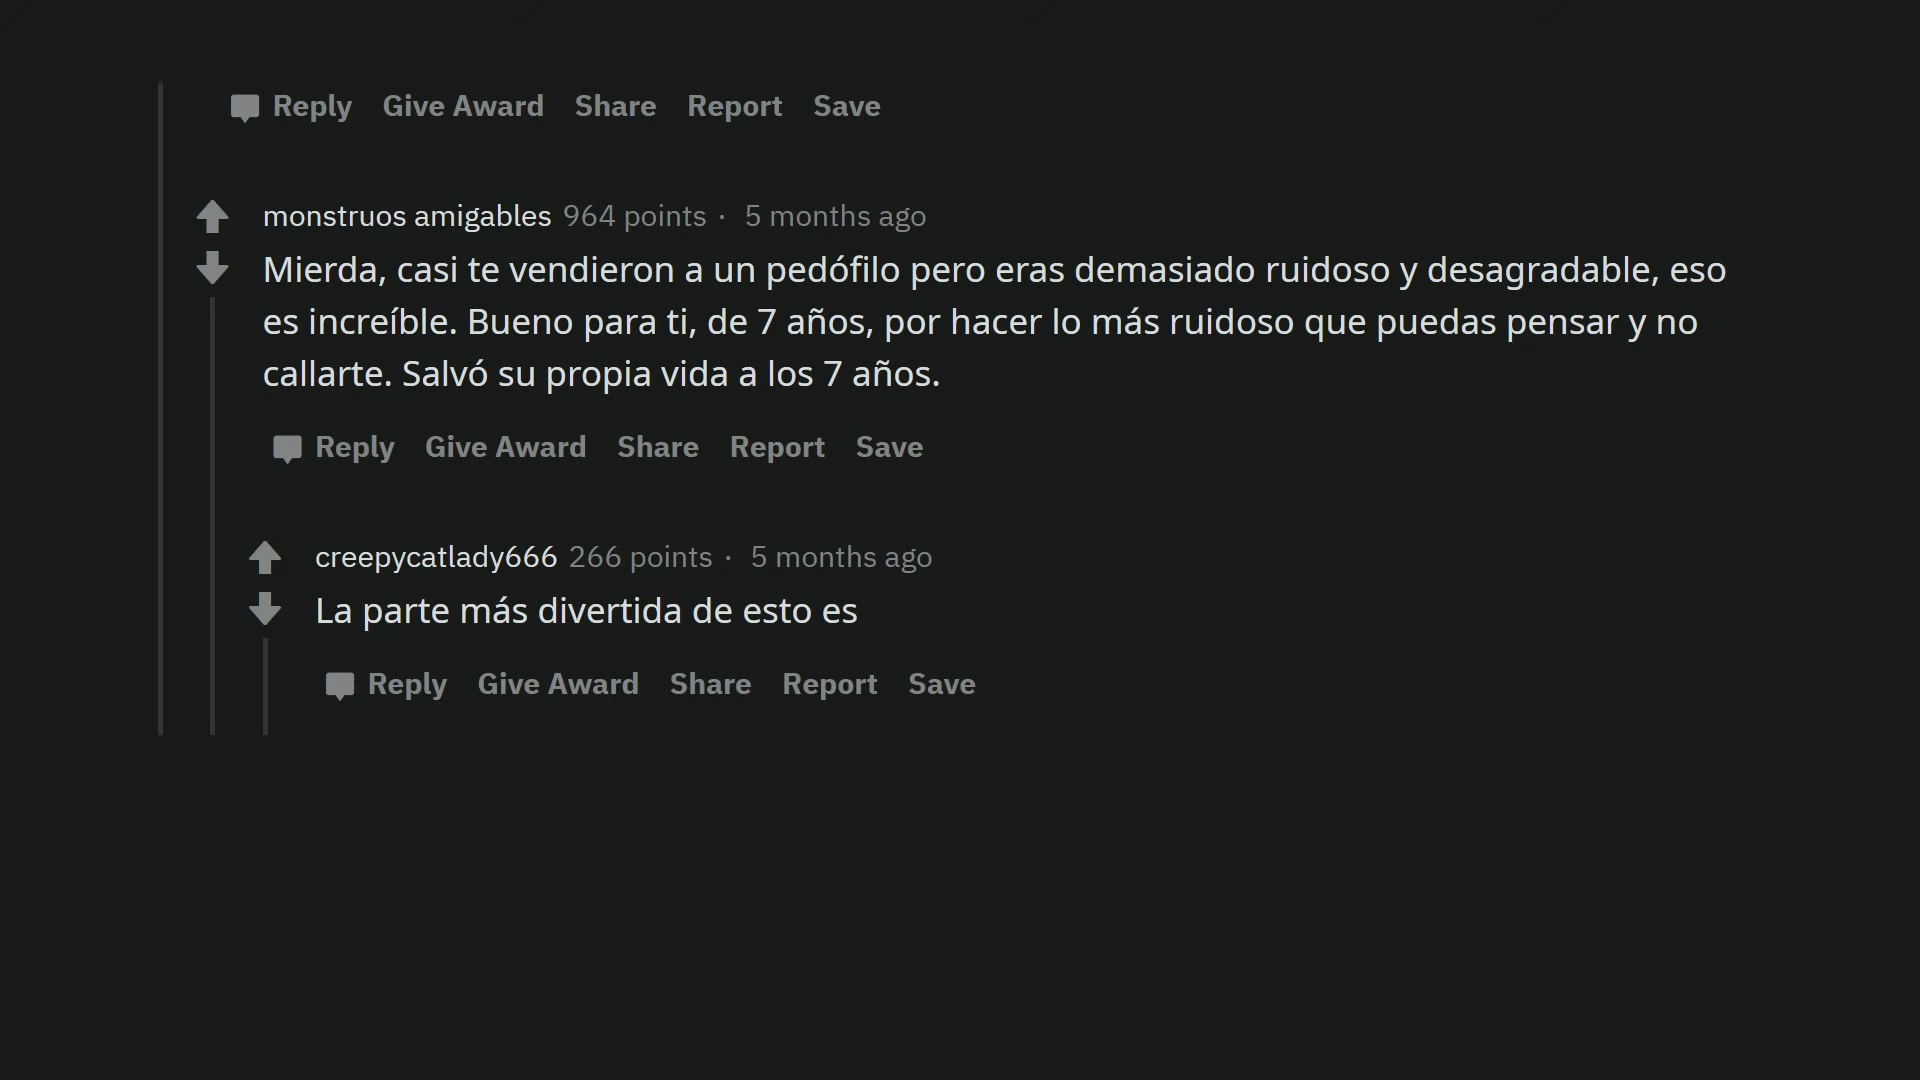 Reply Give Award Share Report Save
monstruos amigables 964 points · 5 months ago
Mierda, casi te vendieron a un pedófilo pero eras demasiado ruidoso y desagradable, eso
es increíble. Bueno para ti, de 7 años, por hacer lo más ruidoso que puedas pensar y no
callarte. Salvó su propia vida a los 7 años.
Reply Give Award Share Report Save
creepycatlady666 266 points · 5 months ago
La parte más divertida de esto es
Reply Give Award Share Report Save